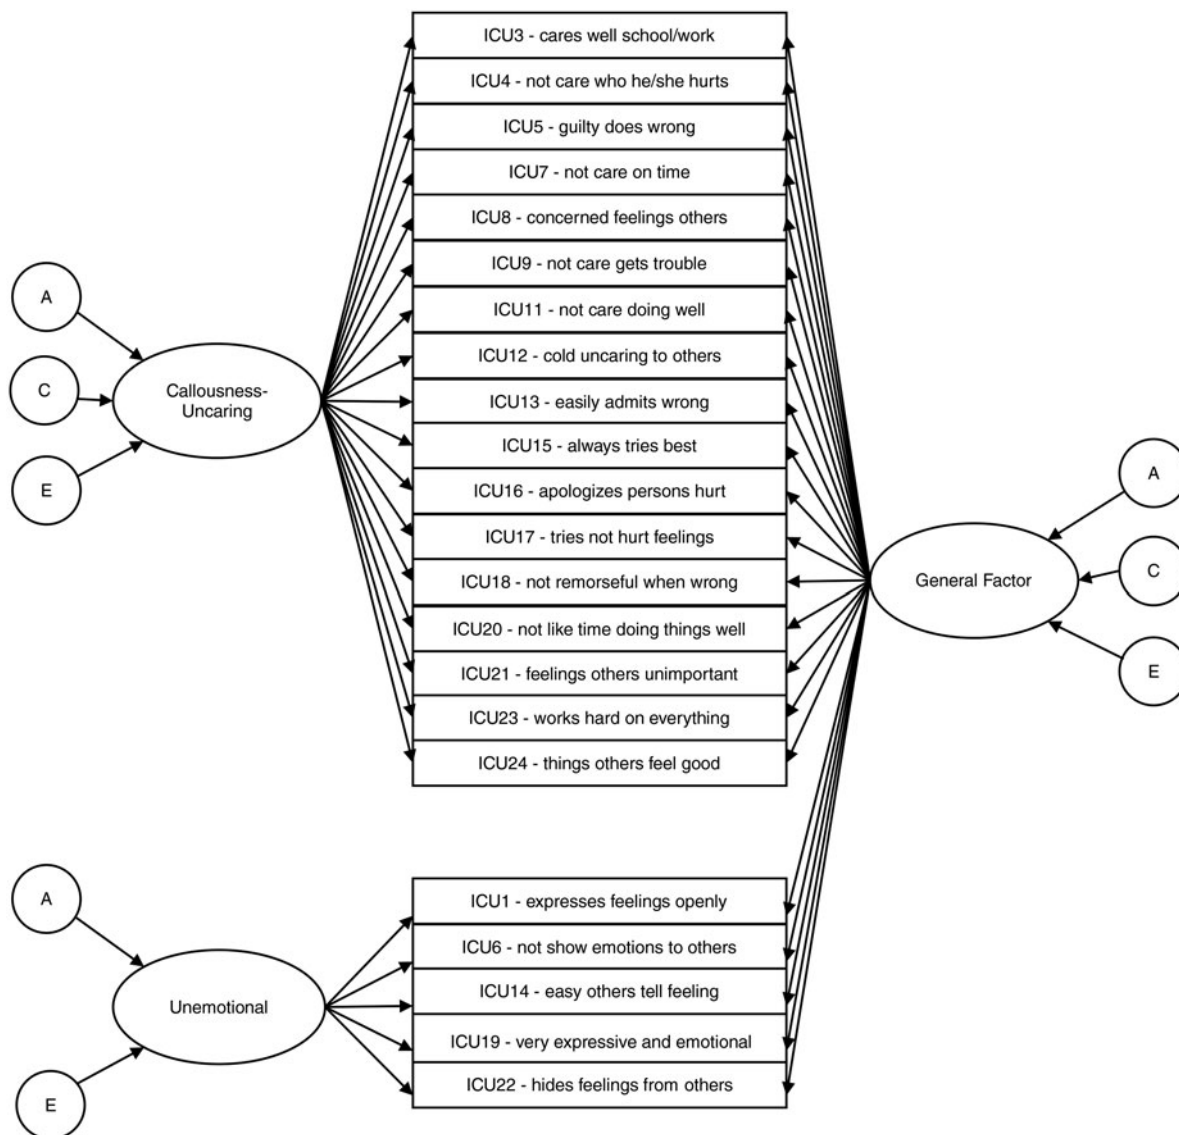 ICU3 - cares well school/work
ICU4 - not care who he/she hurts
ICU5 - guilty does wrong
ICU7 - not care on time
ICU8 - concerned feelings others
ICU9 - not care gets trouble
ICU11 - not care doing well
ICU12 - cold uncaring to others
ICU13 - easily admits wrong
ICU15 - always tries best
ICU16 - apologizes persons hurt
ICU17 - tries not hurt feelings
ICU18 - not remorseful when wrong
ICU20 - not like time doing things well
ICU21 - feelings others unimportant
ICU23 - works hard on everything
ICU24 - things others feel good
A
C
E
Callousness-
Uncaring
General Factor
A
C
E
A
E
Unemotional
ICU1 - expresses feelings openly
ICU6 - not show emotions to others
ICU14 - easy others tell feeling
ICU19 - very expressive and emotional
ICU22 - hides feelings from others